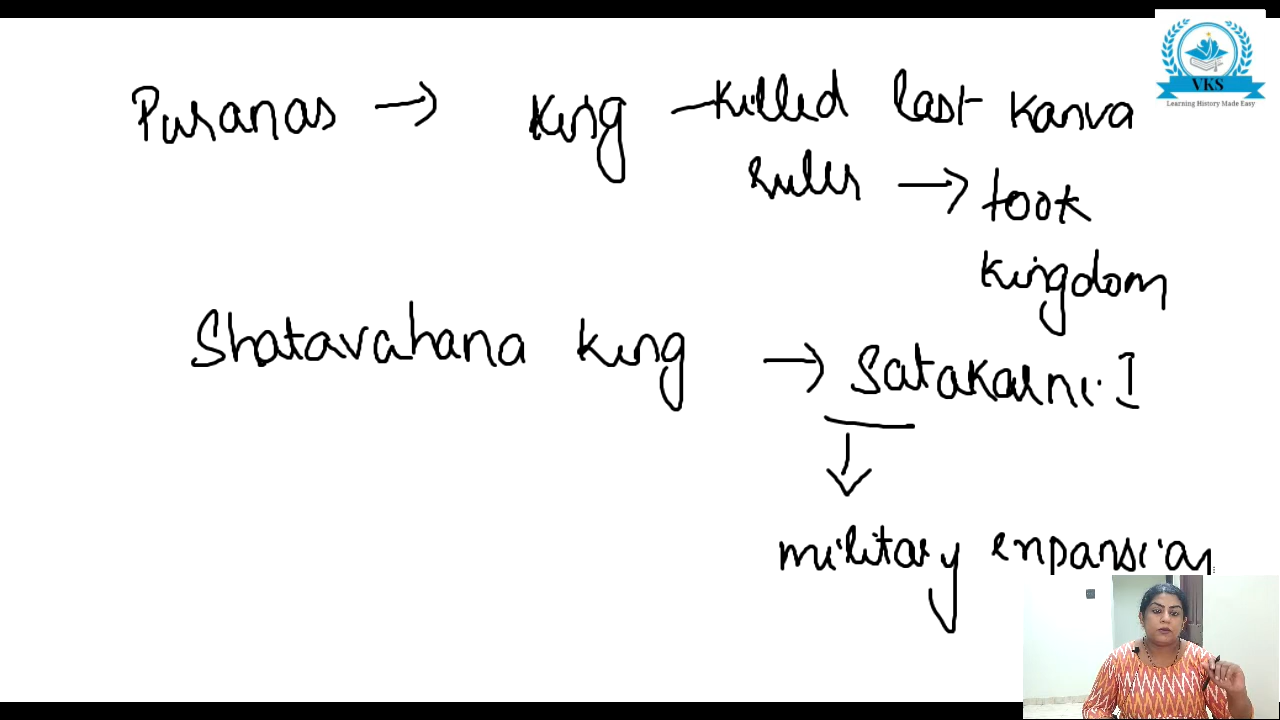 VKS
Learning History Made Easy
Puranas → King - Killed last Kanva
ruler → took
kingdom
Shatavahana king → Satakarni I
military expansion